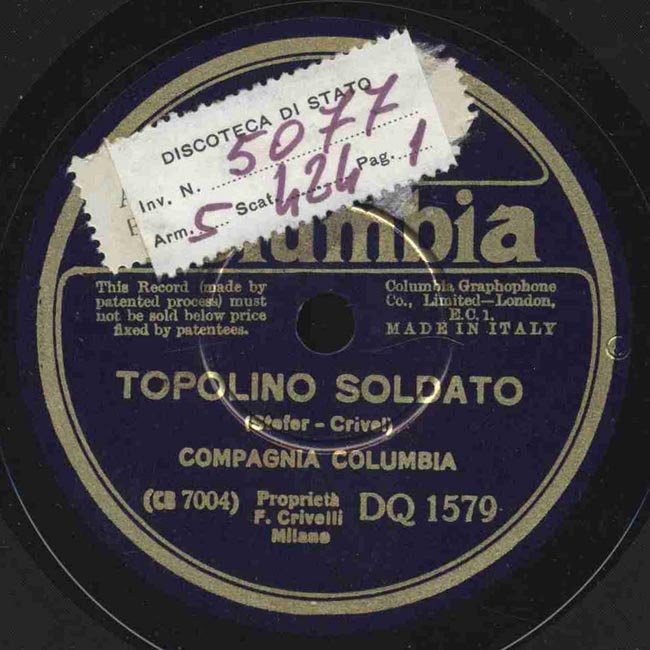 DISCOTECA DI STATO
Inv. N. 5077
Arm. 5 Scat. 424 Pag. 1
Columbia
This Record (made by
patented process) must
not be sold below price
fixed by patentees.
Columbia Graphophone
Co., Limited—London,
E.C.1.
MADE IN ITALY
TOPOLINO SOLDATO
(Stefer - Crivel)
COMPAGNIA COLUMBIA
(CB 7004)
Proprietà
F. Crivelli
Milano
DQ 1579